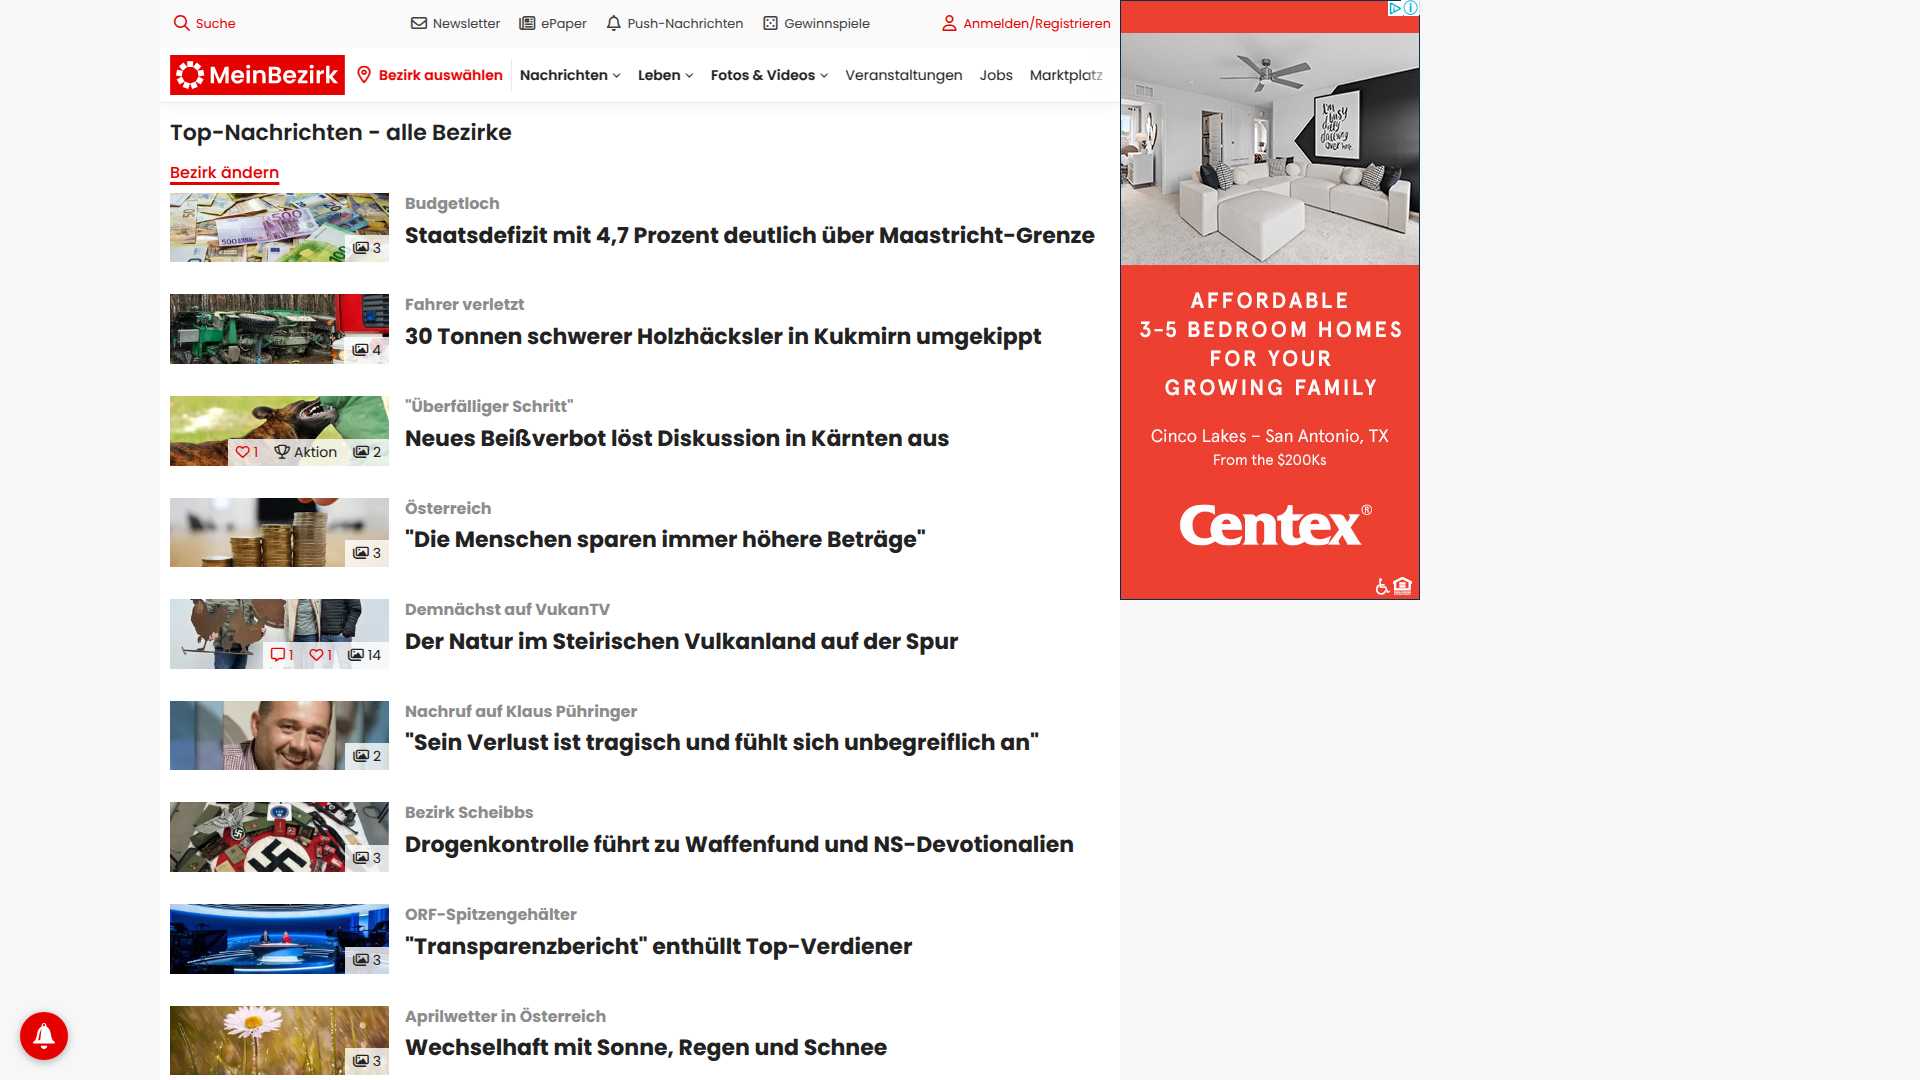 Suche
Newsletter
ePaper
Push-Nachrichten
Gewinnspiele
Anmelden/Registrieren
MeinBezirk
Bezirk auswählen
Nachrichten
Leben
Fotos & Videos
Veranstaltungen
Jobs
Marktplatz
Top-Nachrichten - alle Bezirke
Bezirk ändern
3
Budgetloch
Staatsdefizit mit 4,7 Prozent deutlich über Maastricht-Grenze
4
Fahrer verletzt
30 Tonnen schwerer Holzhäcksler in Kukmirn umgekippt
1 Aktion 2
"Überfälliger Schritt"
Neues Beißverbot löst Diskussion in Kärnten aus
3
Österreich
"Die Menschen sparen immer höhere Beträge"
1 1 14
Demnächst auf VukanTV
Der Natur im Steirischen Vulkanland auf der Spur
2
Nachruf auf Klaus Pühringer
"Sein Verlust ist tragisch und fühlt sich unbegreiflich an"
3
Bezirk Scheibbs
Drogenkontrolle führt zu Waffenfund und NS-Devotionalien
3
ORF-Spitzengehälter
"Transparenzbericht" enthüllt Top-Verdiener
3
Aprilwetter in Österreich
Wechselhaft mit Sonne, Regen und Schnee
AFFORDABLE
3-5 BEDROOM HOMES
FOR YOUR
GROWING FAMILY
Cinco Lakes – San Antonio, TX
From the $200Ks
Centex®